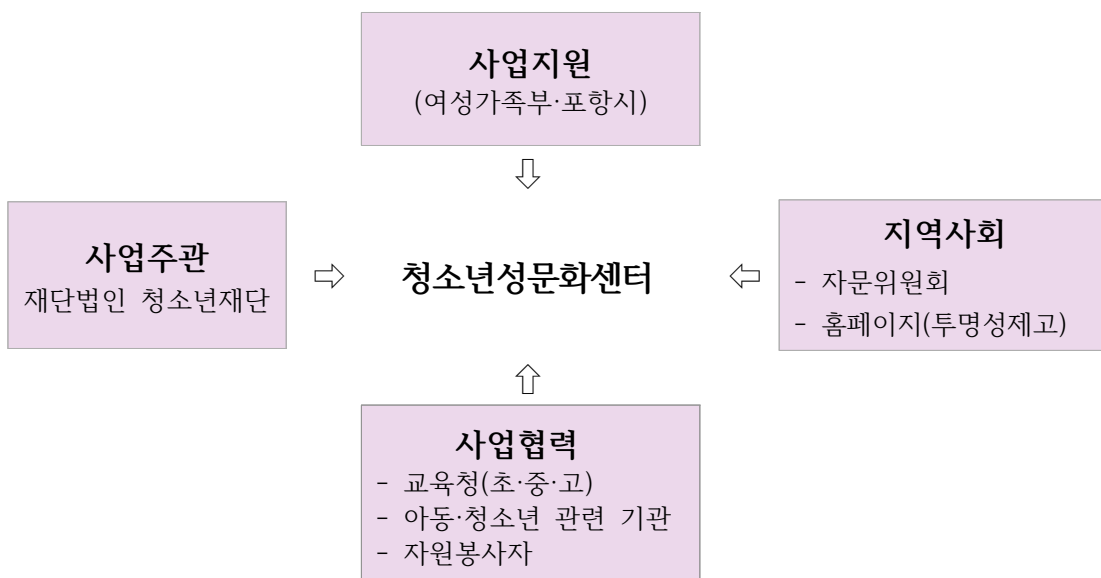 사업지원
(여성가족부·포항시)
사업주관
재단법인 청소년재단
청소년성문화센터
지역사회
- 자문위원회
- 홈페이지(투명성제고)
사업협력
- 교육청(초·중·고)
- 아동·청소년 관련 기관
- 자원봉사자